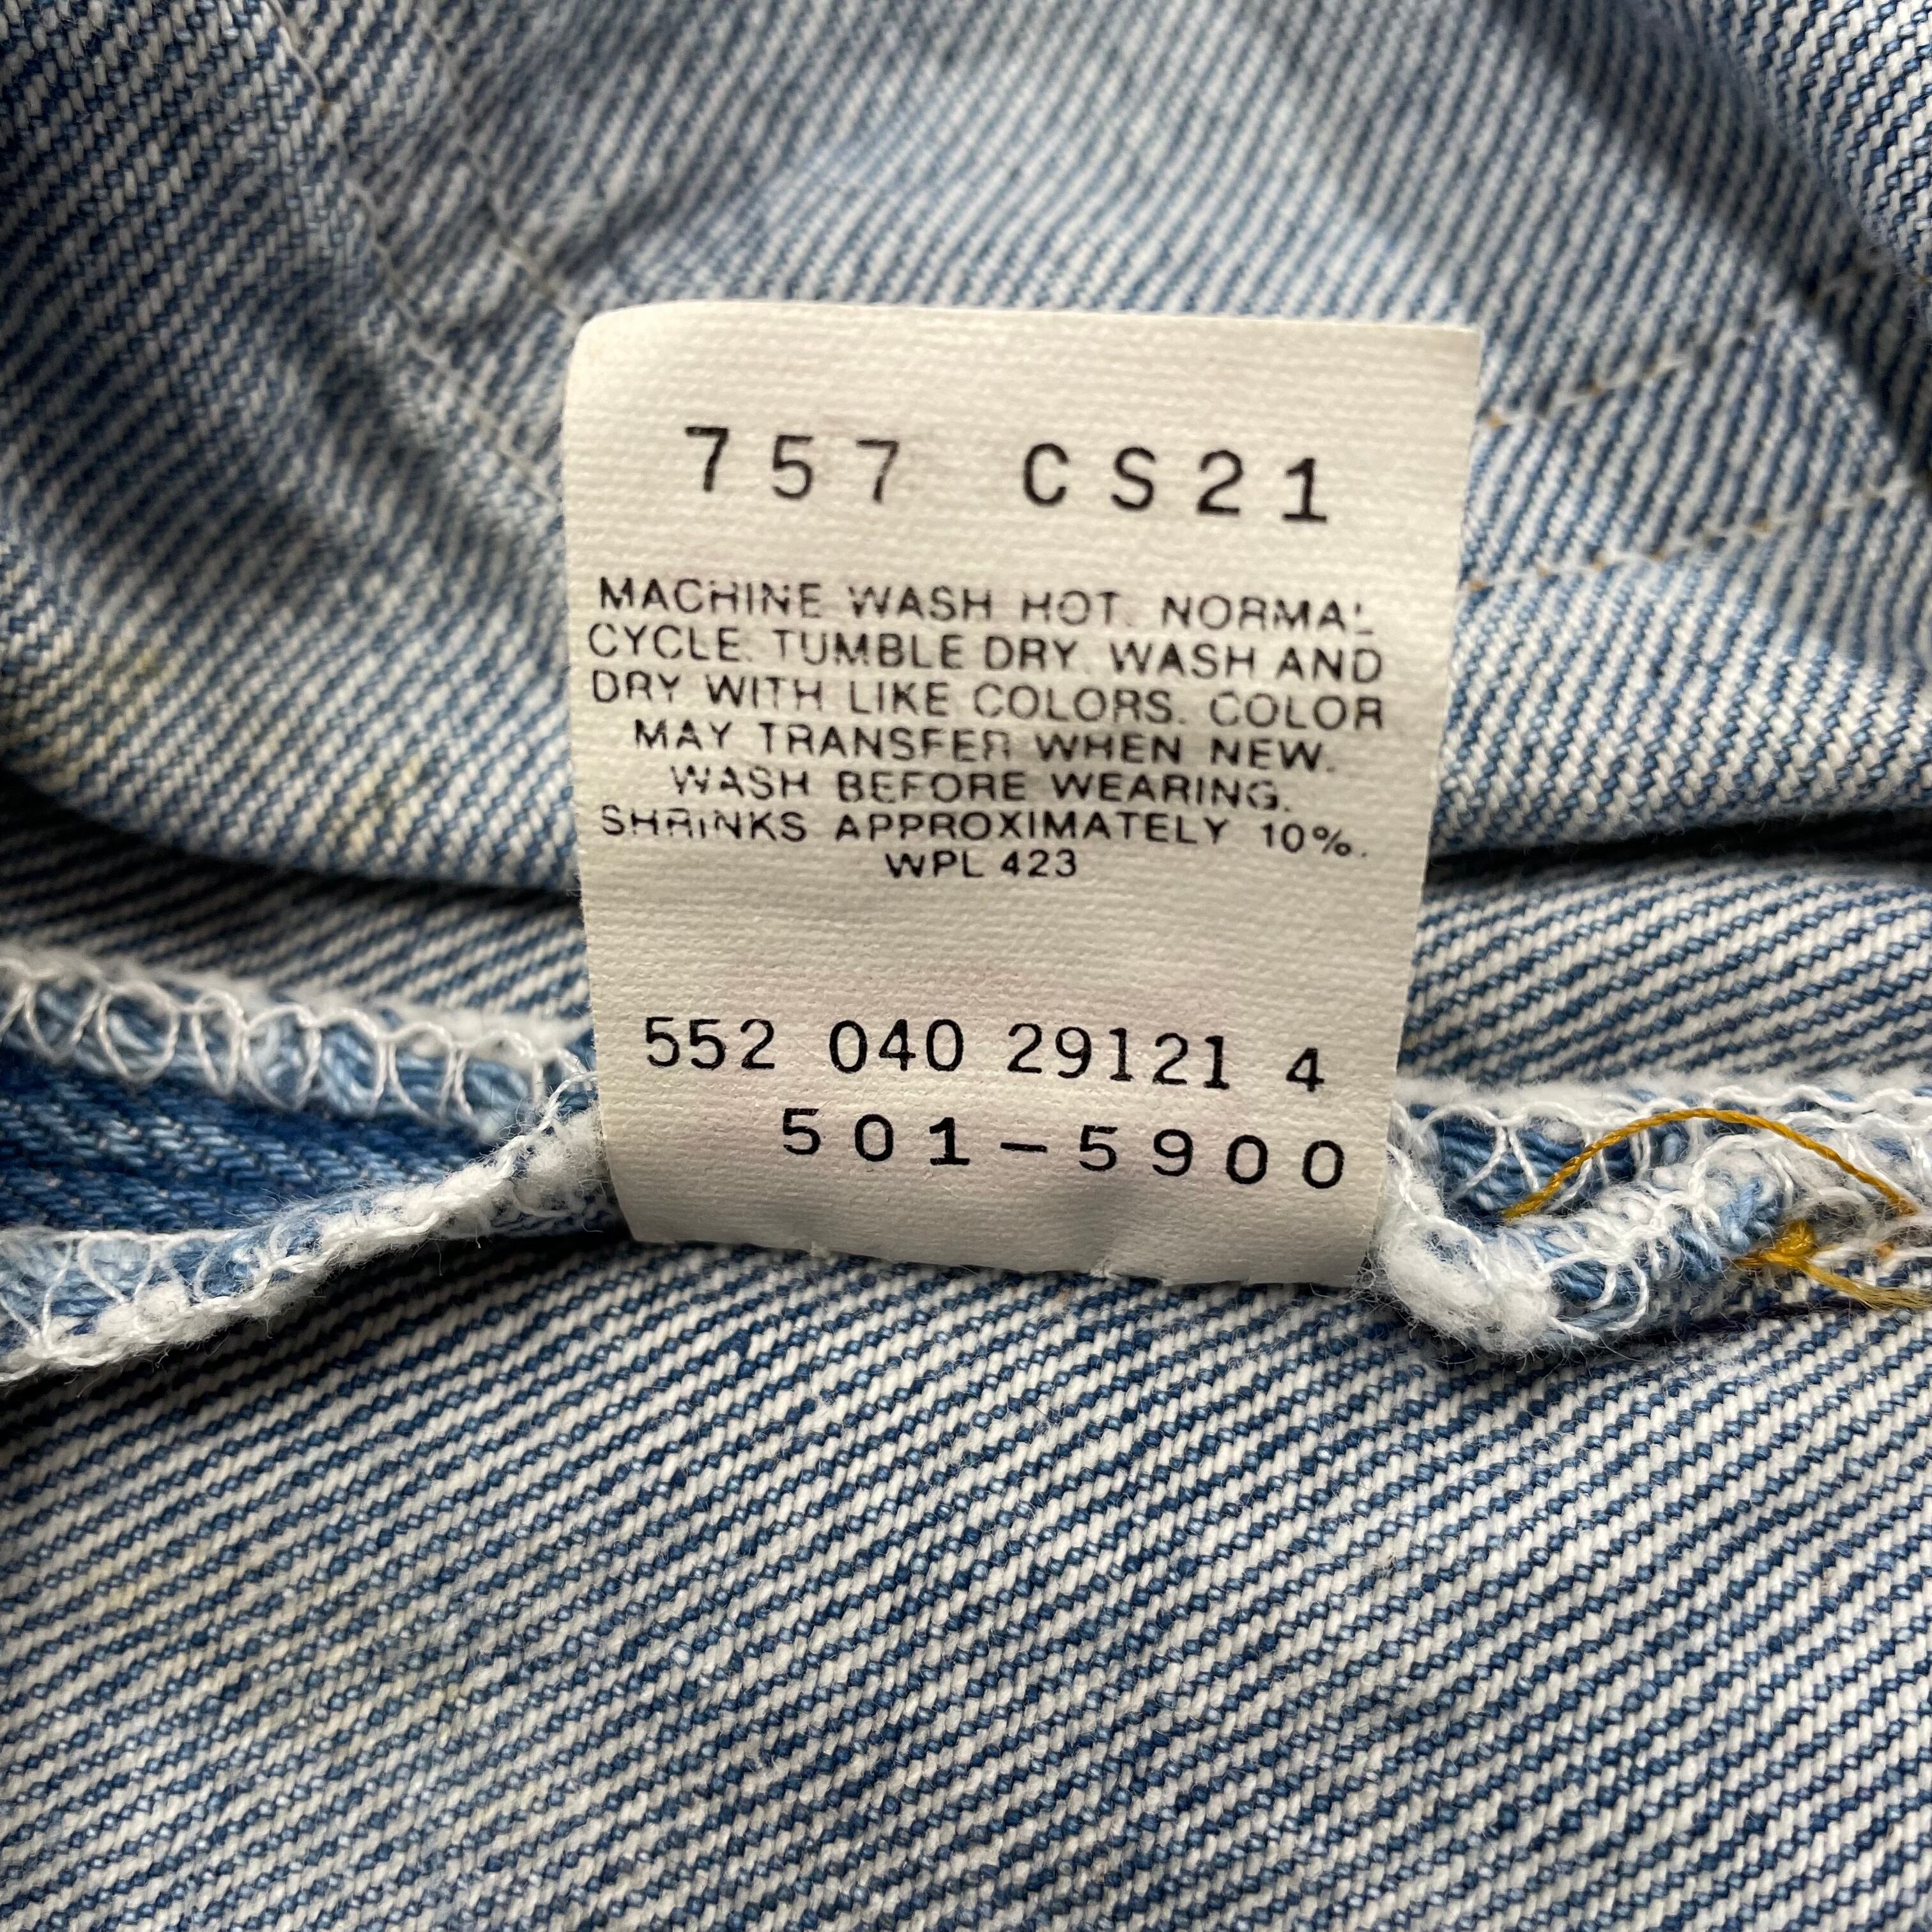 757 CS21
MACHINE WASH HOT. NORMAL
CYCLE. TUMBLE DRY. WASH AND
DRY WITH LIKE COLORS. COLOR
MAY TRANSFER WHEN NEW.
WASH BEFORE WEARING.
SHRINKS APPROXIMATELY 10%.
WPL 423
552 040 29121 4
501-5900